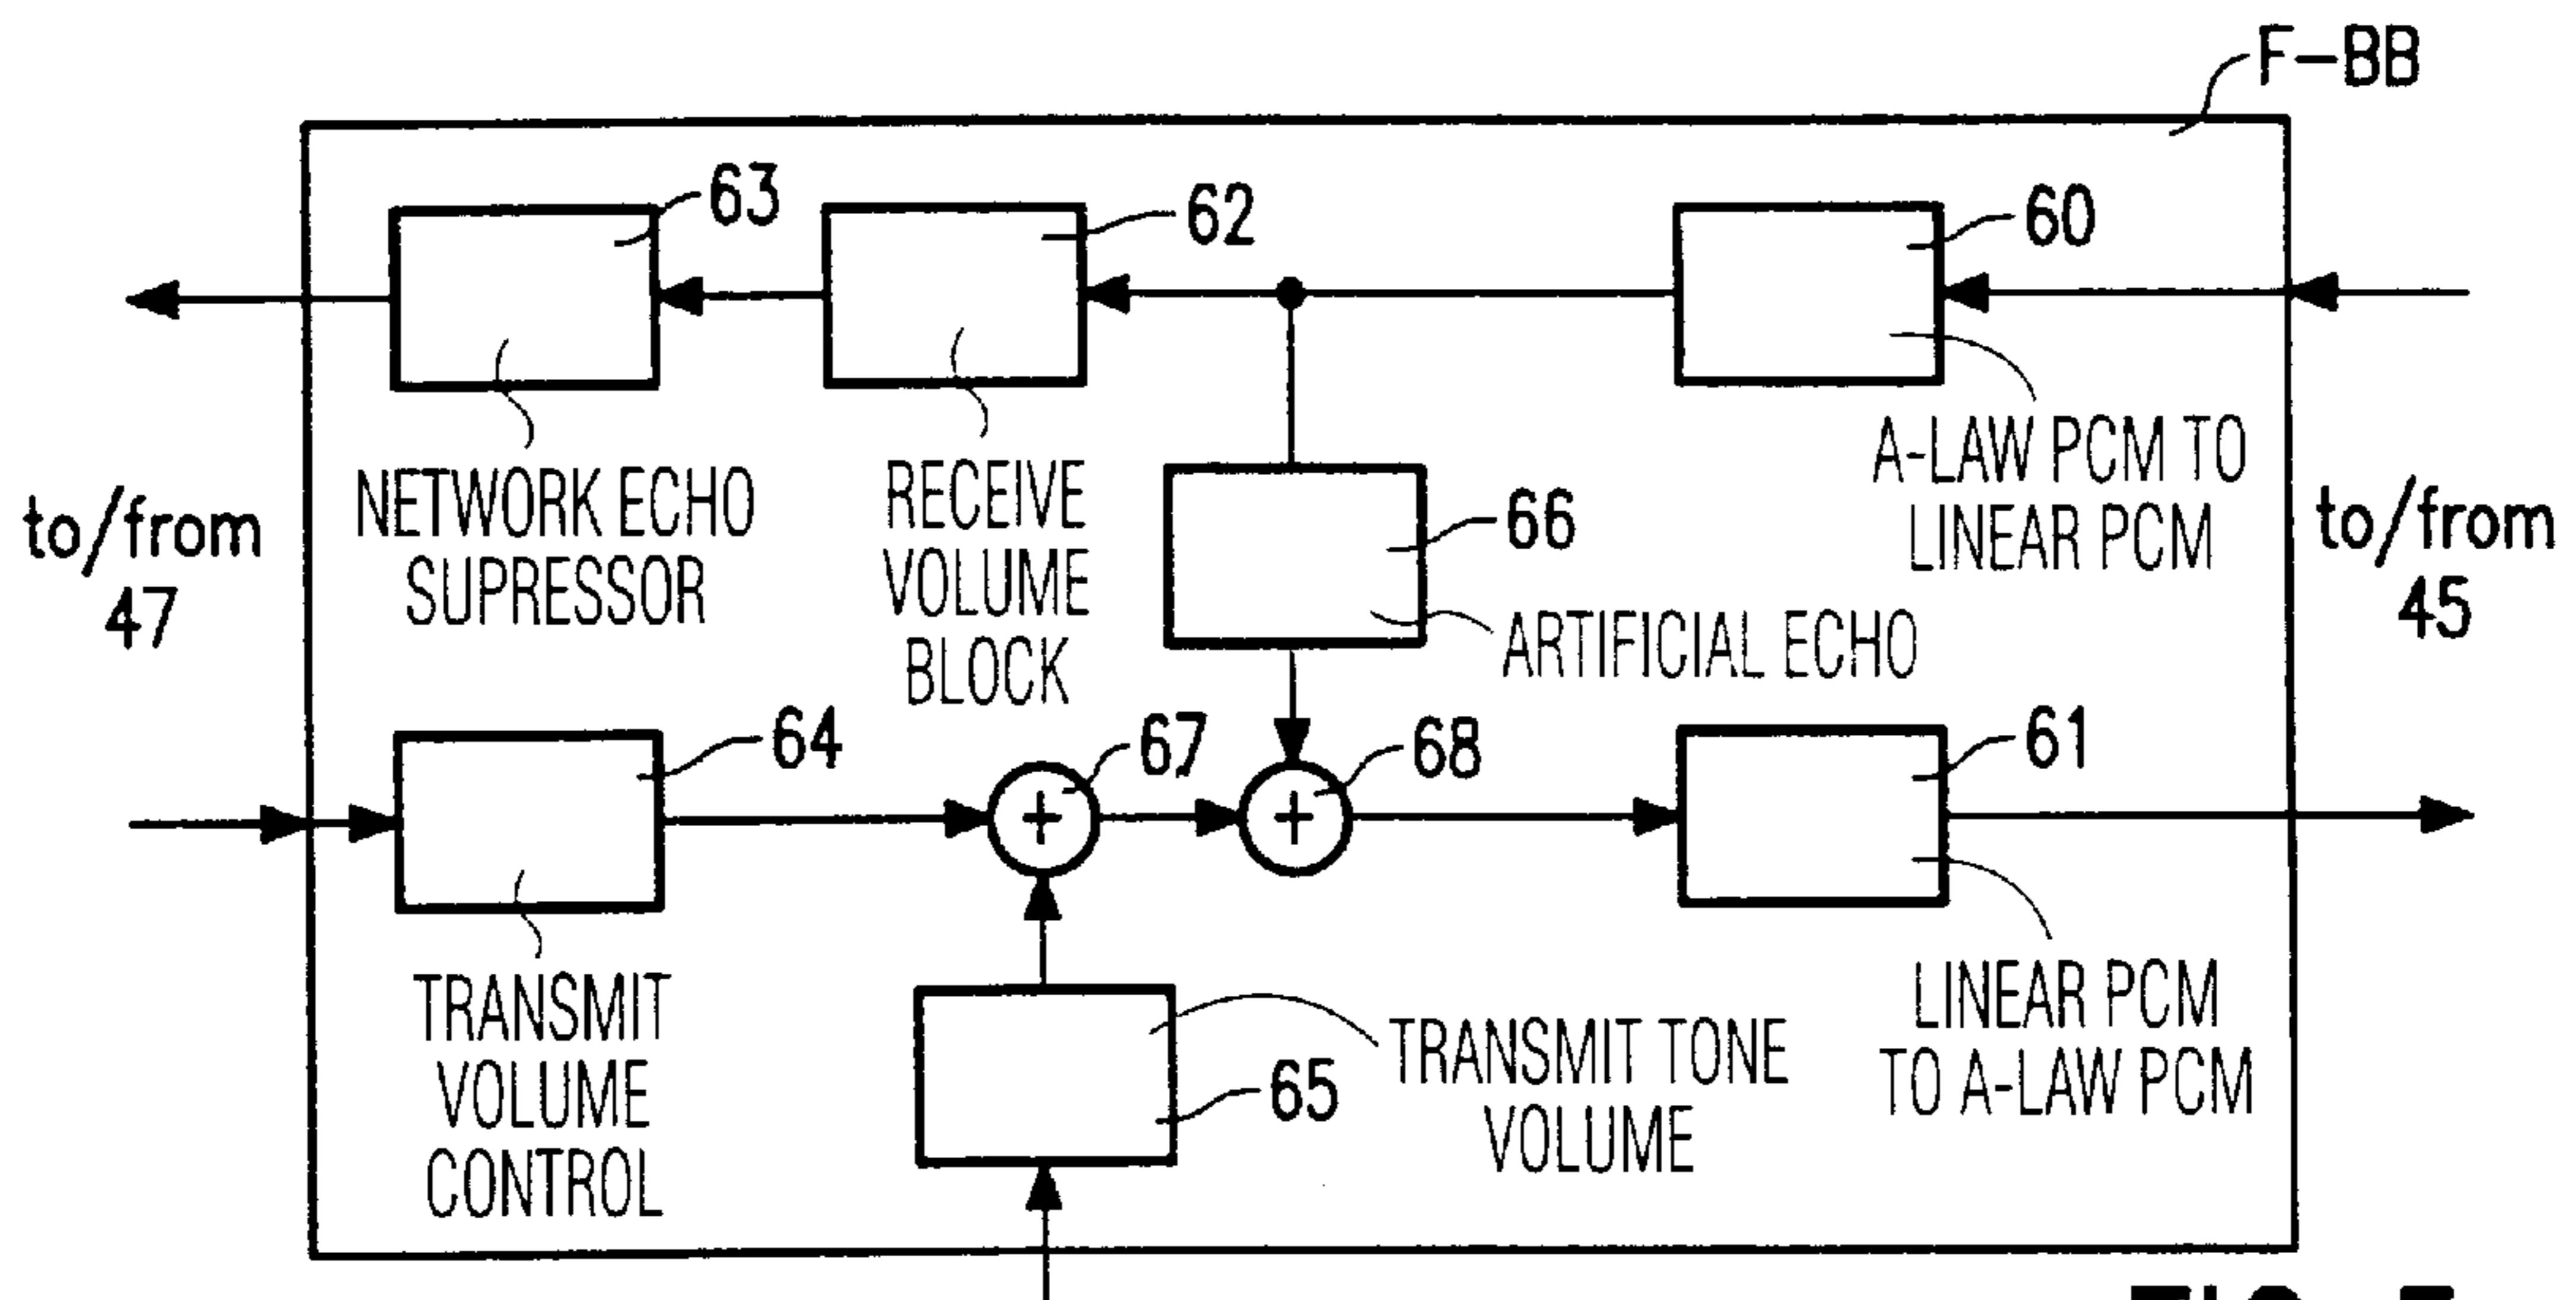 F-BB
63
62
60
NETWORK ECHO
SUPRESSOR
RECEIVE
VOLUME
BLOCK
A-LAW PCM TO
LINEAR PCM
to/from
47
to/from
45
66
ARTIFICIAL ECHO
64
67
68
61
TRANSMIT
VOLUME
CONTROL
TRANSMIT TONE
VOLUME
65
LINEAR PCM
TO A-LAW PCM
+
+